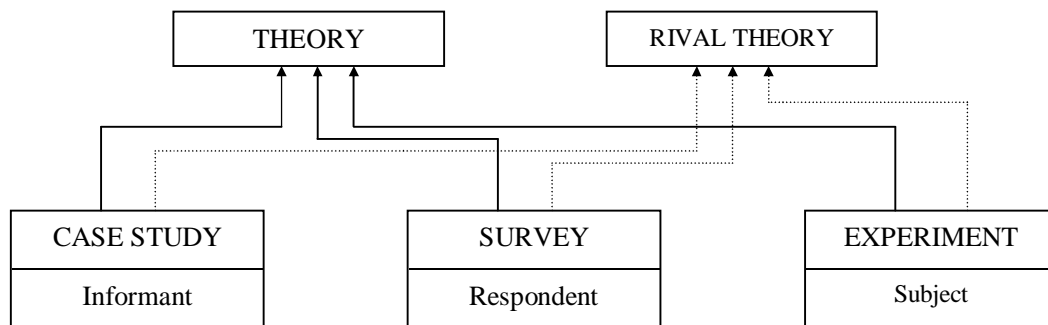 THEORY
RIVAL THEORY
CASE STUDY
SURVEY
EXPERIMENT
Informant
Respondent
Subject